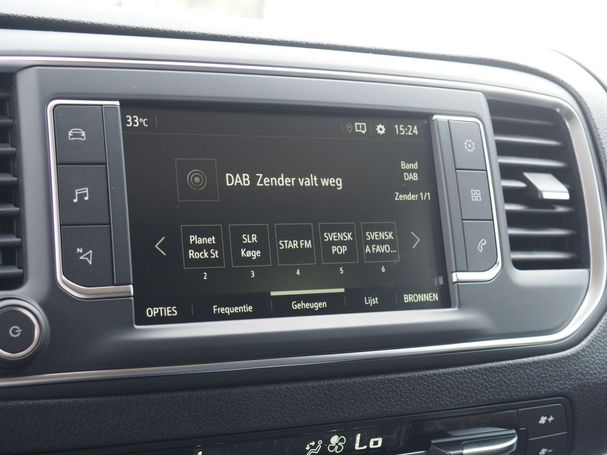 33°C
15:24
DAB Zender valt weg
Band
DAB
Zender 1/1
Planet
Rock St
SLR
Køge
STAR FM
SVENSK
POP
SVENSK
A FAVO...
2 3 4 5 6
OPTIES Frequentie Geheugen Lijst BRONNEN
N
Lo